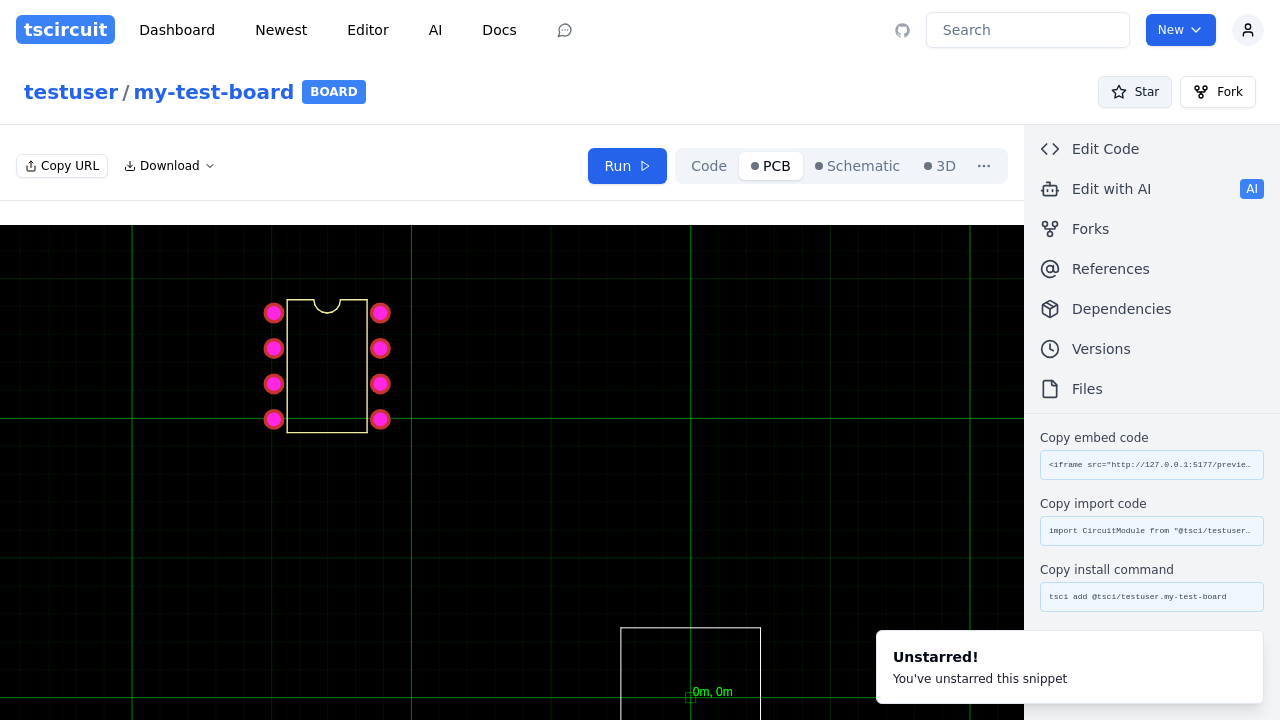 tscircuit
Dashboard
Newest
Editor
AI
Docs
Search
New
testuser / my-test-board
BOARD
Star
Fork
Copy URL
Download
Run
Code
PCB
Schematic
3D
Edit Code
Edit with AI
AI
Forks
References
Dependencies
Versions
Files
Copy embed code
<iframe src="http://127.0.0.1:5177/previe…
Copy import code
import CircuitModule from "@tsci/testuser…
Copy install command
tsci add @tsci/testuser.my-test-board
0m, 0m
Unstarred!
You've unstarred this snippet